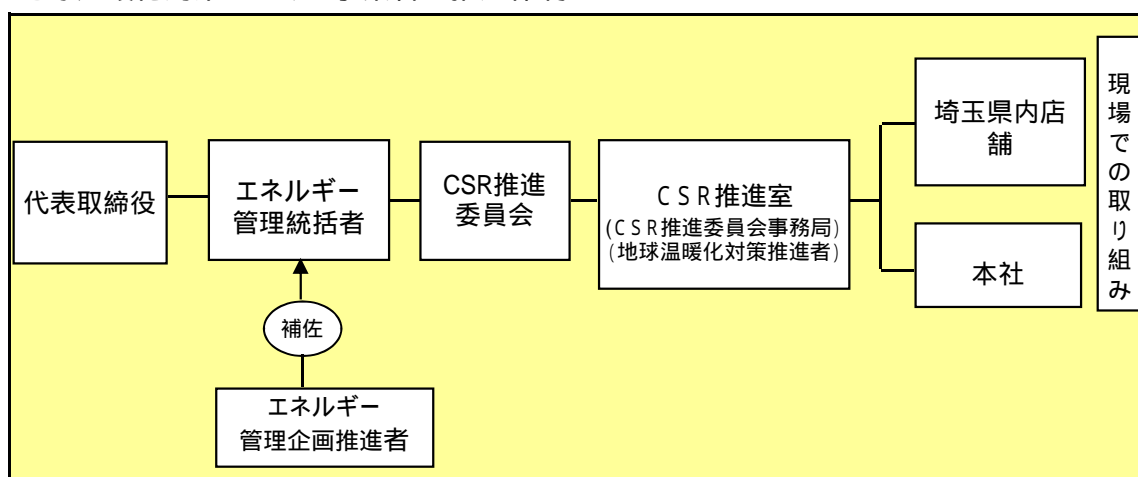 代表取締役
エネルギー
管理統括者
CSR推進
委員会
CSR推進室
(CSR推進委員会事務局)
(地球温暖化対策推進者)
埼玉県内店
舗
本社
現場での取り組み
補佐
エネルギー
管理企画推進者